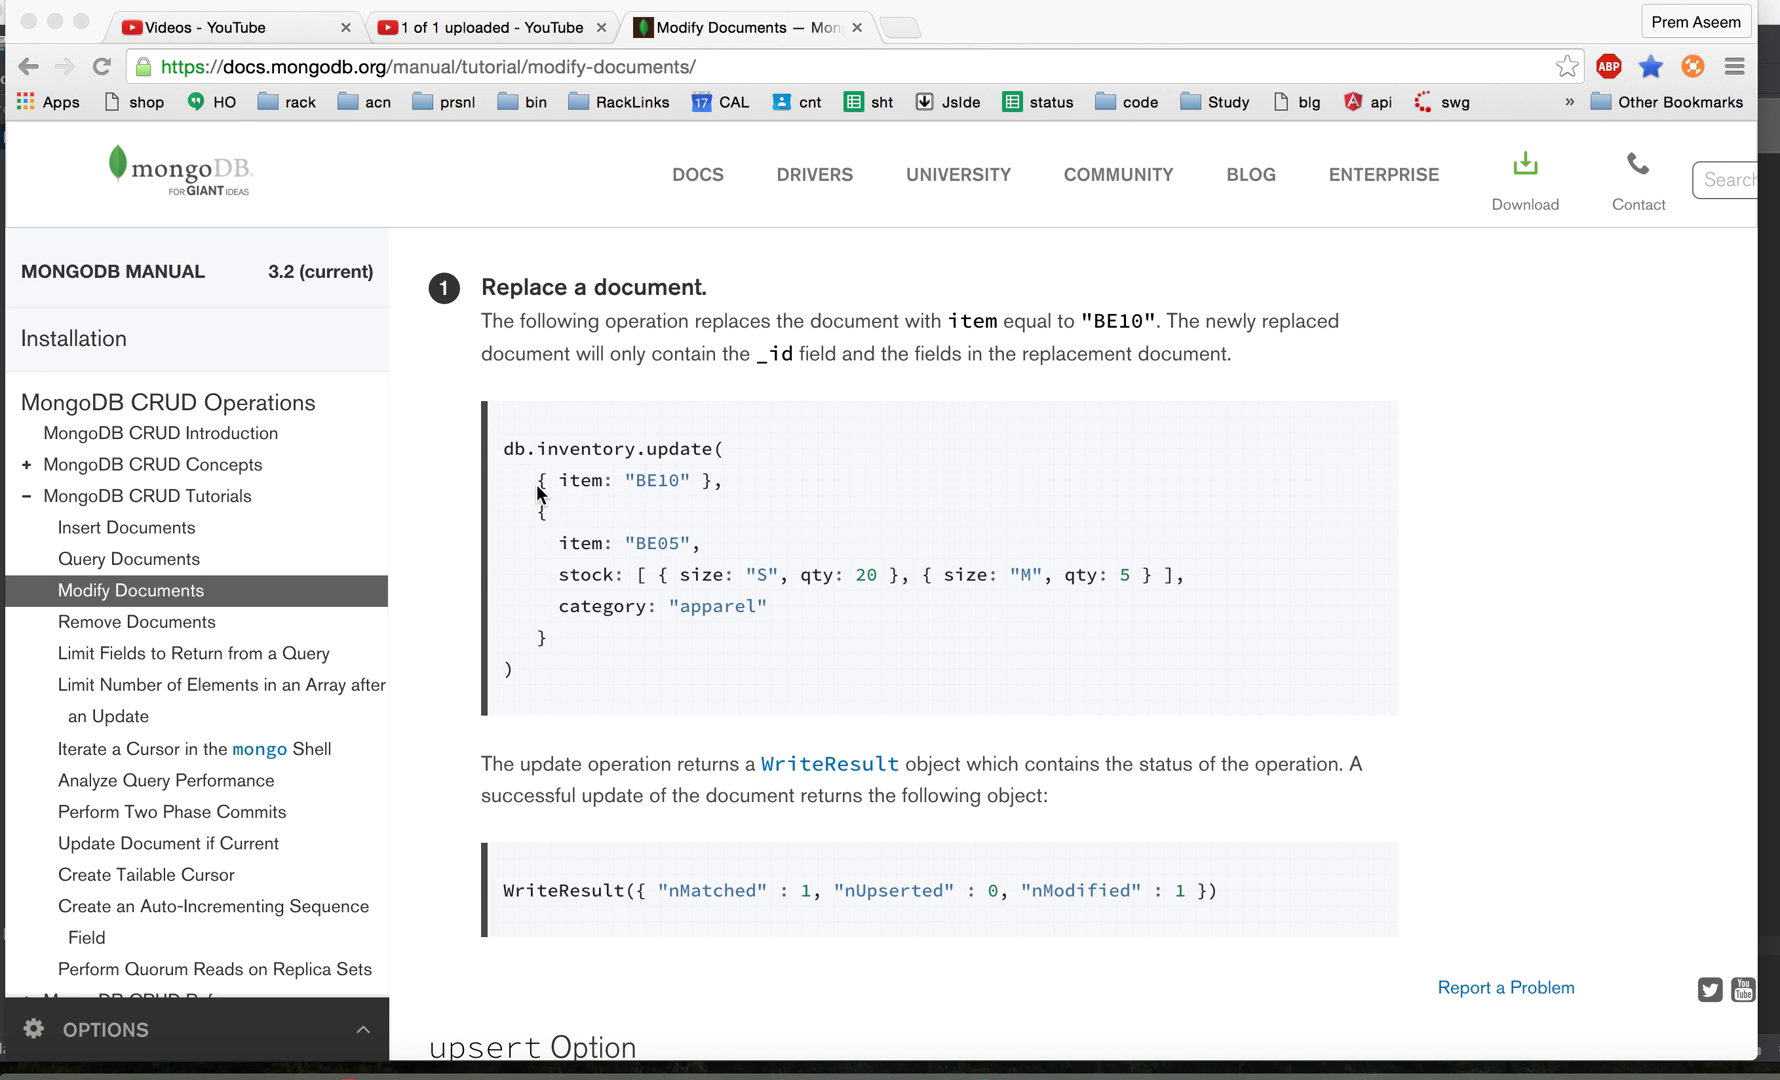 Videos - YouTube
1 of 1 uploaded - YouTube
Modify Documents — Mon
Prem Aseem
https://docs.mongodb.org/manual/tutorial/modify-documents/
ABP
Apps
shop
HO
rack
acn
prsnl
bin
RackLinks
17 CAL
cnt
sht
JsIde
status
code
Study
blg
api
swg
»
Other Bookmarks
mongoDB.
FOR GIANT IDEAS
DOCS
DRIVERS
UNIVERSITY
COMMUNITY
BLOG
ENTERPRISE
Download
Contact
Search
MONGODB MANUAL 3.2 (current)
Installation
MongoDB CRUD Operations
MongoDB CRUD Introduction
+ MongoDB CRUD Concepts
– MongoDB CRUD Tutorials
Insert Documents
Query Documents
Modify Documents
Remove Documents
Limit Fields to Return from a Query
Limit Number of Elements in an Array after
an Update
Iterate a Cursor in the mongo Shell
Analyze Query Performance
Perform Two Phase Commits
Update Document if Current
Create Tailable Cursor
Create an Auto-Incrementing Sequence
Field
Perform Quorum Reads on Replica Sets
OPTIONS
1 Replace a document.
The following operation replaces the document with item equal to "BE10". The newly replaced
document will only contain the _id field and the fields in the replacement document.
db.inventory.update(
{ item: "BE10" },
{
item: "BE05",
stock: [ { size: "S", qty: 20 }, { size: "M", qty: 5 } ],
category: "apparel"
}
)
The update operation returns a WriteResult object which contains the status of the operation. A
successful update of the document returns the following object:
WriteResult({ "nMatched" : 1, "nUpserted" : 0, "nModified" : 1 })
Report a Problem
You
Tube
upsert Option